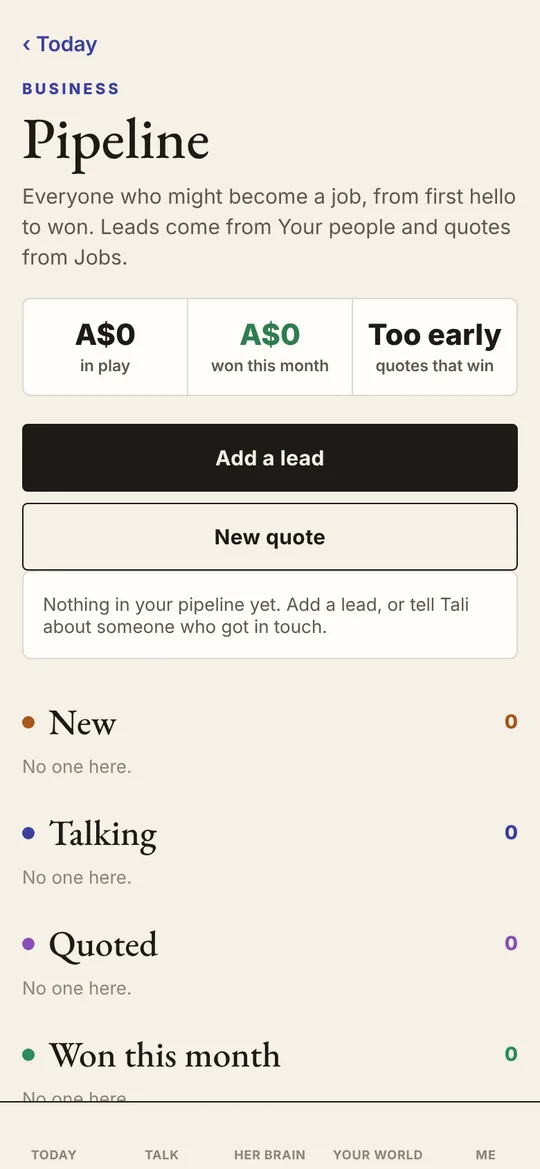 ‹ Today
BUSINESS
Pipeline
Everyone who might become a job, from first hello
to won. Leads come from Your people and quotes
from Jobs.
A$0
in play
A$0
won this month
Too early
quotes that win
Add a lead
New quote
Nothing in your pipeline yet. Add a lead, or tell Tali
about someone who got in touch.
New
0
No one here.
Talking
0
No one here.
Quoted
0
No one here.
Won this month
0
No one here.
TODAY
TALK
HER BRAIN
YOUR WORLD
ME